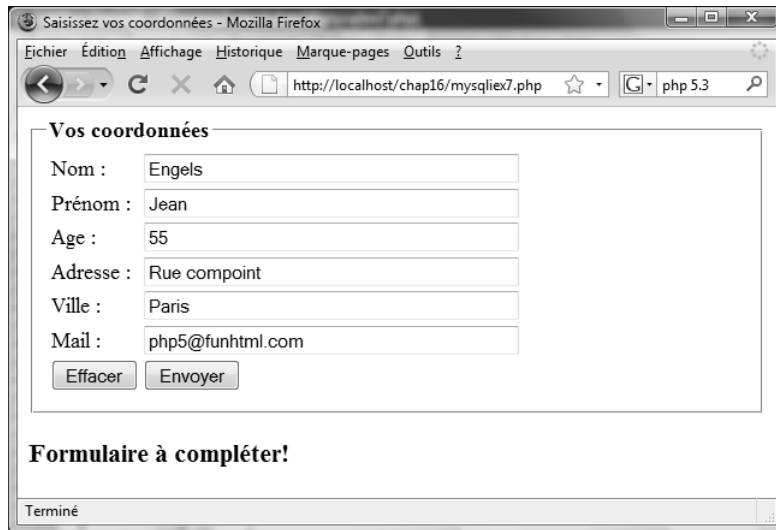 Saisissez vos coordonnées - Mozilla Firefox
Fichier Édition Affichage Historique Marque-pages Outils ?
http://localhost/chap16/mysqliex7.php G php 5.3
Vos coordonnées
Nom : Engels
Prénom : Jean
Age : 55
Adresse : Rue compoint
Ville : Paris
Mail : php5@funhtml.com
Effacer Envoyer
Formulaire à compléter!
Terminé